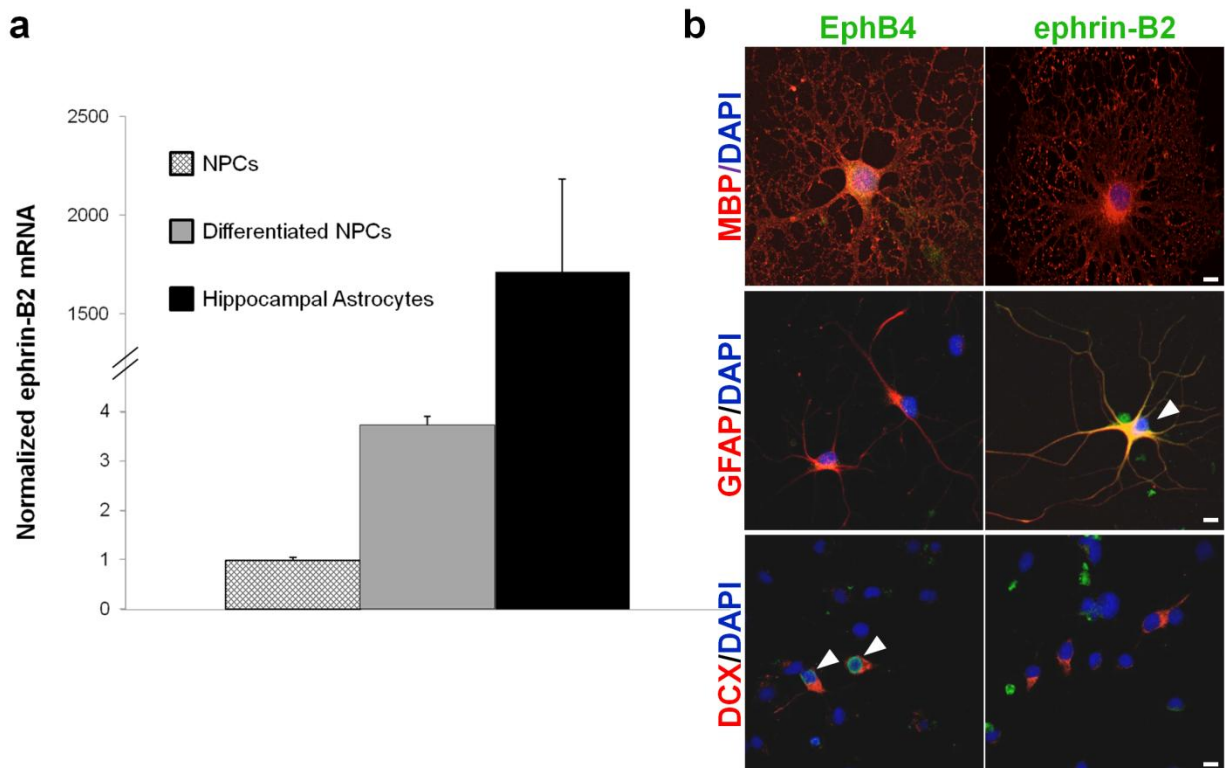 a
Normalized ephrin-B2 mRNA
2500
2000
1500
4
3
2
1
0
NPCs
Differentiated NPCs
Hippocampal Astrocytes
b
EphB4
ephrin-B2
MBP/DAPI
GFAP/DAPI
DCX/DAPI